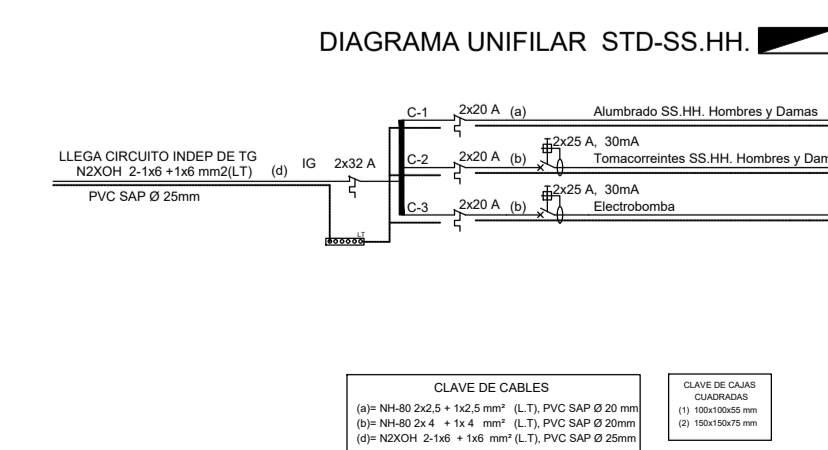 DIAGRAMA UNIFILAR STD-SS.HH.
C-1 2x20 A (a) Alumbrado SS.HH. Hombres y Damas
2x25 A, 30mA
LLEGA CIRCUITO INDEP DE TG
N2XOH 2-1x6 +1x6 mm2(LT) (d) IG 2x32 A
C-2 2x20 A (b) Tomacorreintes SS.HH. Hombres y Dam
PVC SAP Ø 25mm
2x25 A, 30mA
C-3 2x20 A (b) Electrobomba
LT
CLAVE DE CABLES
(a)= NH-80 2x2,5 + 1x2,5 mm² (L.T), PVC SAP Ø 20 mm
(b)= NH-80 2x 4 + 1x 4 mm² (L.T), PVC SAP Ø 20mm
(d)= N2XOH 2-1x6 + 1x6 mm² (L.T), PVC SAP Ø 25mm
CLAVE DE CAJAS
CUADRADAS
(1) 100x100x55 mm
(2) 150x150x75 mm